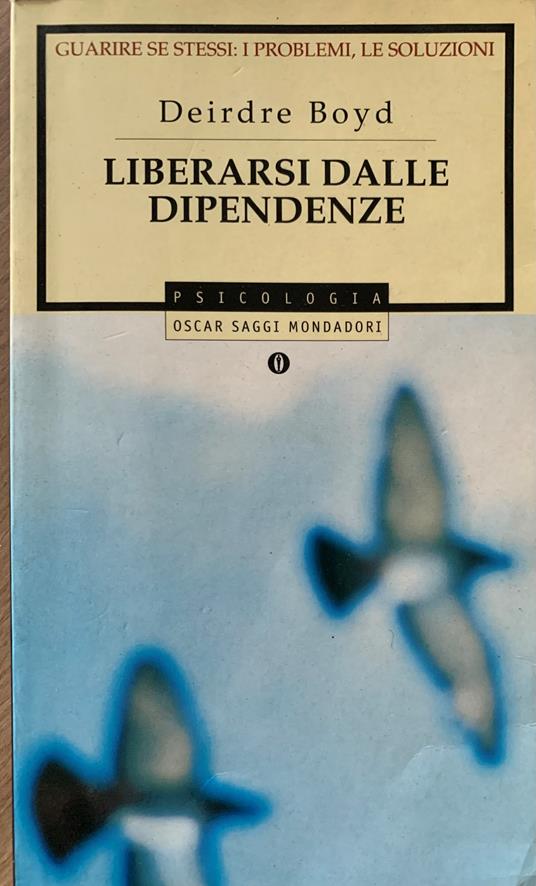 GUARIRE SE STESSI: I PROBLEMI, LE SOLUZIONI
Deirdre Boyd
LIBERARSI DALLE
DIPENDENZE
PSICOLOGIA
OSCAR SAGGI MONDADORI